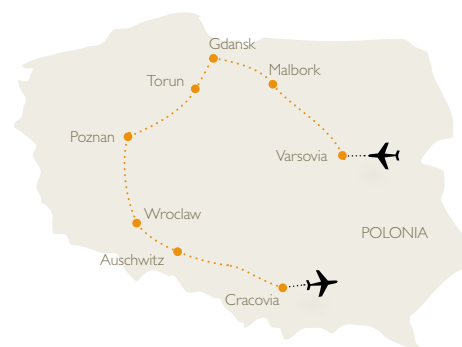 Gdansk
Malbork
Torun
Poznan
Varsovia
Wroclaw
POLONIA
Auschwitz
Cracovia